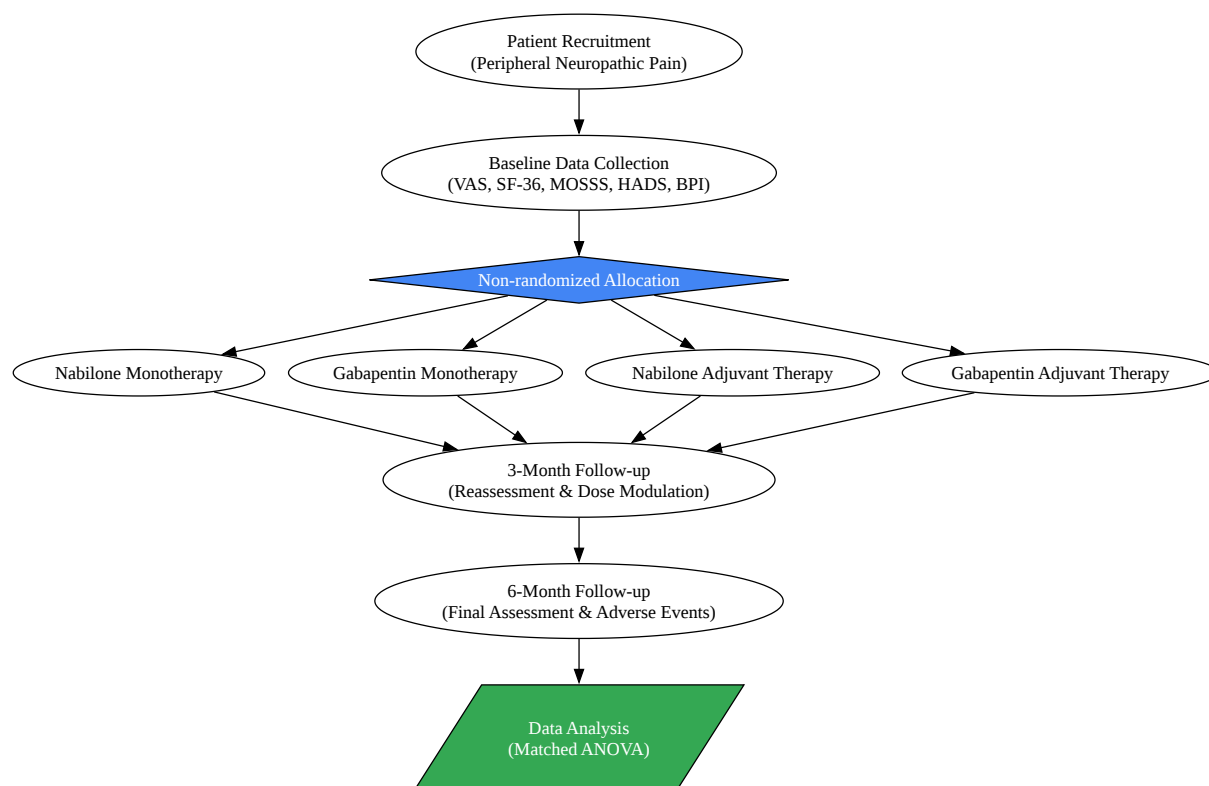 Patient Recruitment
(Peripheral Neuropathic Pain)
Baseline Data Collection
(VAS, SF-36, MOSSS, HADS, BPI)
Non-randomized Allocation
Nabilone Monotherapy
Gabapentin Monotherapy
Nabilone Adjuvant Therapy
Gabapentin Adjuvant Therapy
3-Month Follow-up
(Reassessment & Dose Modulation)
6-Month Follow-up
(Final Assessment & Adverse Events)
Data Analysis
(Matched ANOVA)